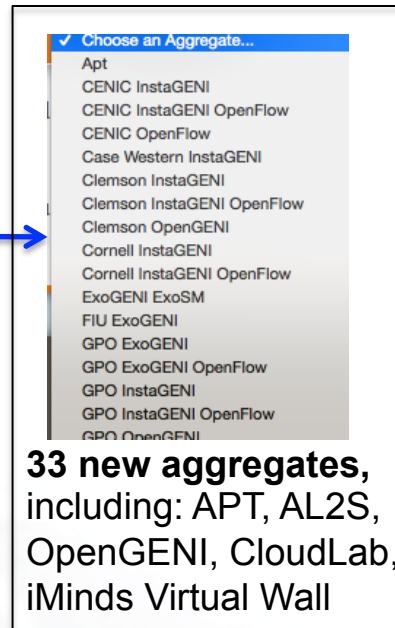 ✓ Choose an Aggregate...
Apt
CENIC InstaGENI
CENIC InstaGENI OpenFlow
CENIC OpenFlow
Case Western InstaGENI
Clemson InstaGENI
Clemson InstaGENI OpenFlow
Clemson OpenGENI
Cornell InstaGENI
Cornell InstaGENI OpenFlow
ExoGENI ExoSM
FIU ExoGENI
GPO ExoGENI
GPO ExoGENI OpenFlow
GPO InstaGENI
GPO InstaGENI OpenFlow
GPO OpenGENI
33 new aggregates,
including: APT, AL2S,
OpenGENI, CloudLab,
iMinds Virtual Wall